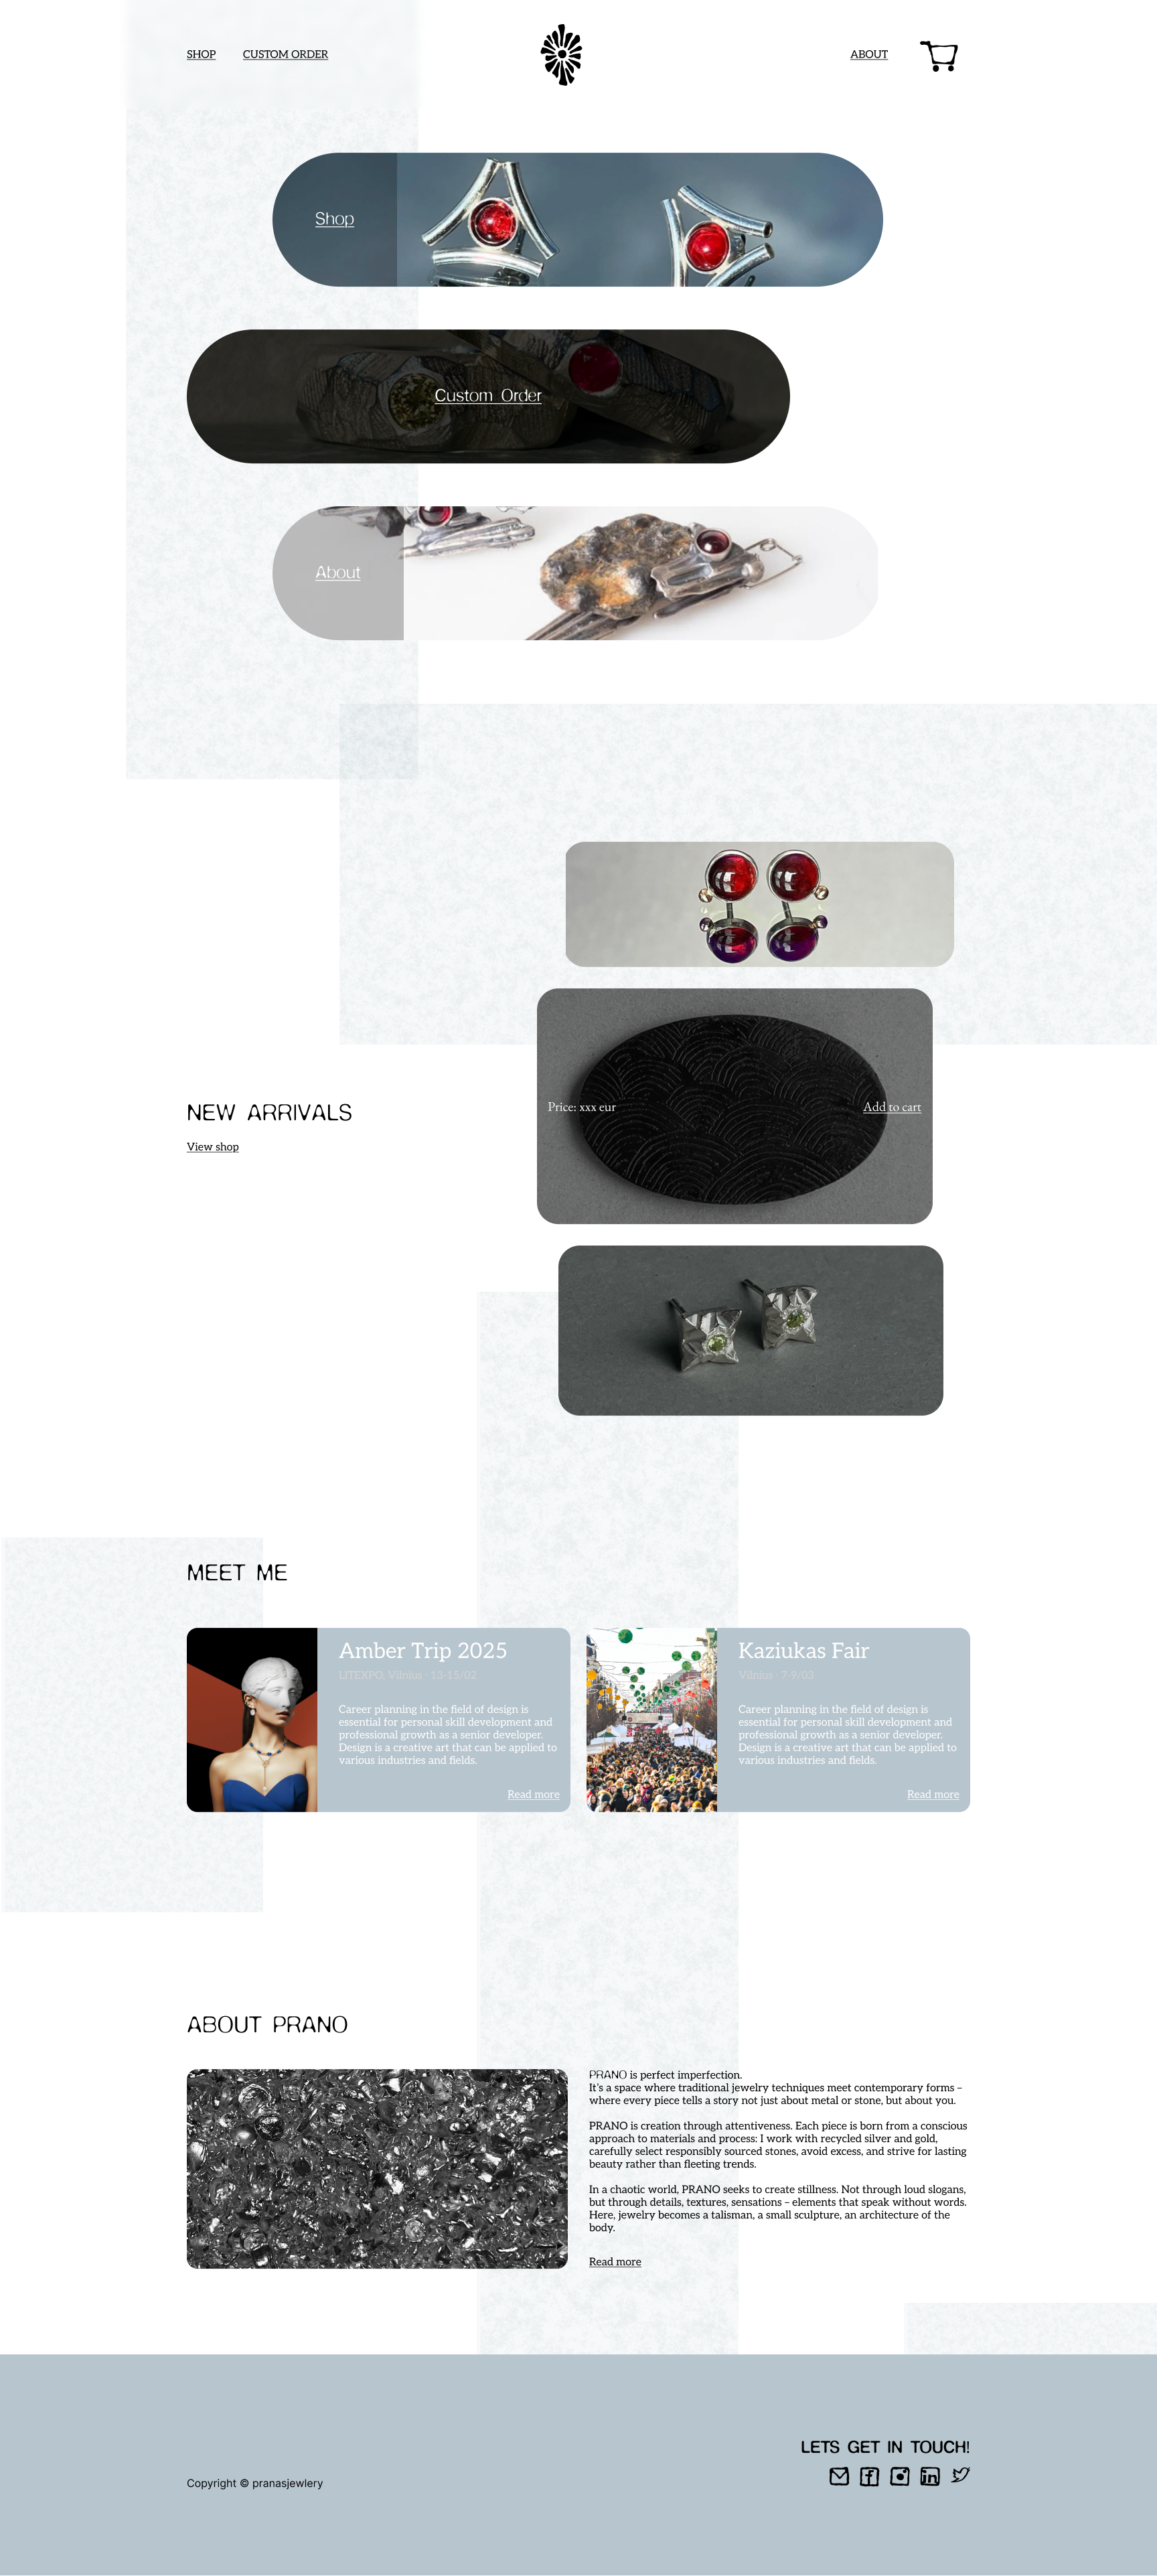 SHOP
CUSTOM ORDER
ABOUT
Shop
Custom Order
About
Price: xxx eur
Add to cart
NEW ARRIVALS
View shop
MEET ME
Amber Trip 2025
LITEXPO, Vilnius · 13-15/02
Career planning in the field of design is
essential for personal skill development and
professional growth as a senior developer.
Design is a creative art that can be applied to
various industries and fields.
Read more
Kaziukas Fair
Vilnius · 7-9/03
Career planning in the field of design is
essential for personal skill development and
professional growth as a senior developer.
Design is a creative art that can be applied to
various industries and fields.
Read more
ABOUT PRANO
PRANO is perfect imperfection.
It's a space where traditional jewelry techniques meet contemporary forms –
where every piece tells a story not just about metal or stone, but about you.
PRANO is creation through attentiveness. Each piece is born from a conscious
approach to materials and process: I work with recycled silver and gold,
carefully select responsibly sourced stones, avoid excess, and strive for lasting
beauty rather than fleeting trends.
In a chaotic world, PRANO seeks to create stillness. Not through loud slogans,
but through details, textures, sensations – elements that speak without words.
Here, jewelry becomes a talisman, a small sculpture, an architecture of the
body.
Read more
LETS GET IN TOUCH!
Copyright © pranasjewlery